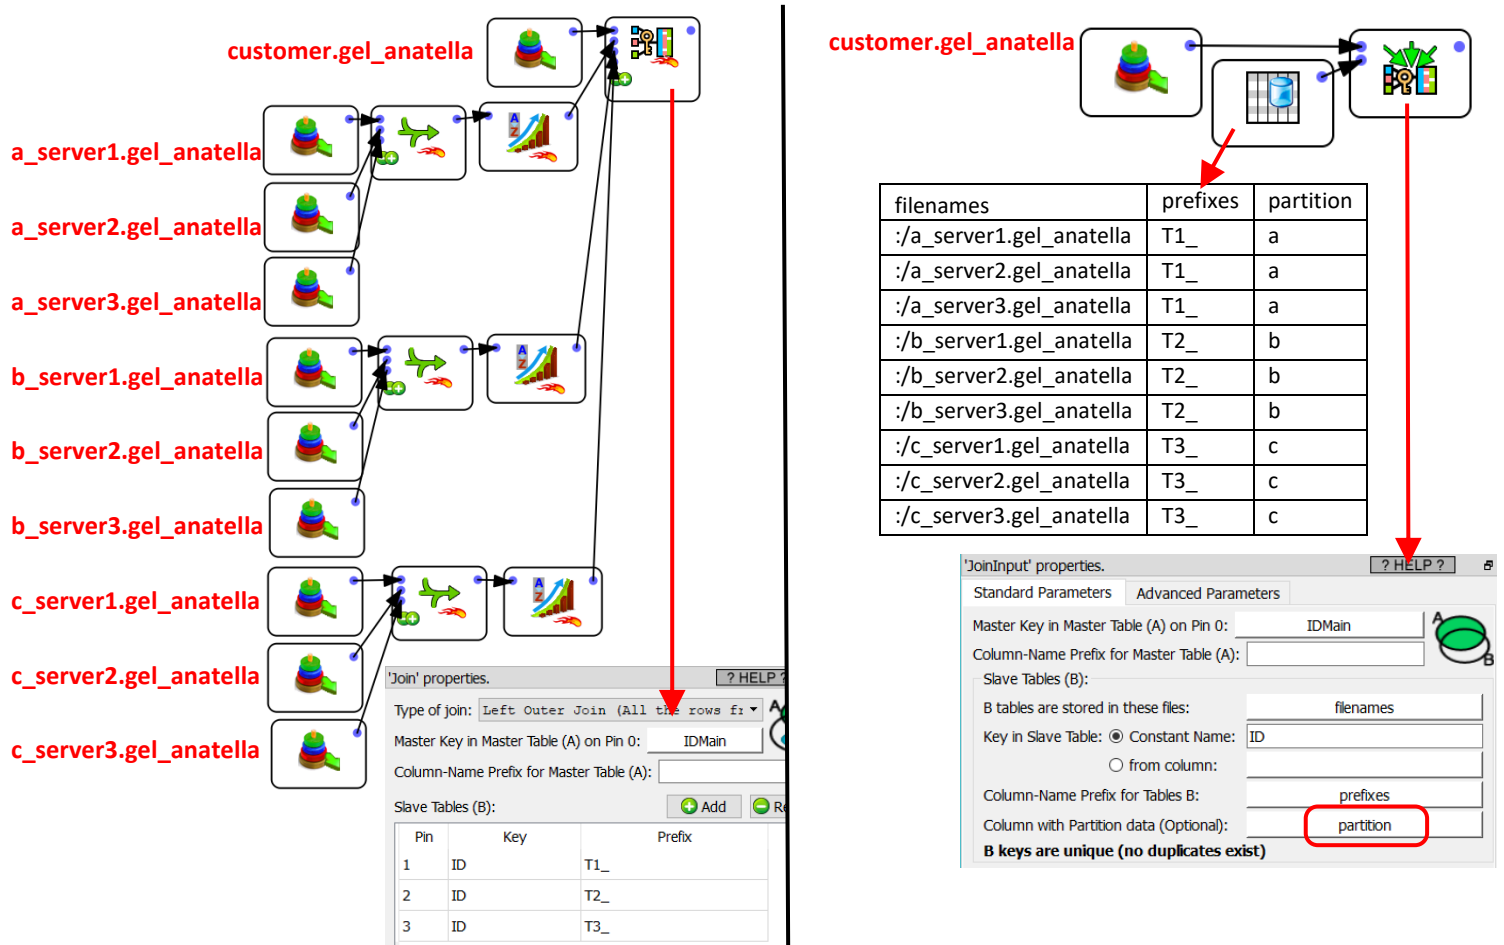 customer.gel_anatella
a_server1.gel_anatella
a_server2.gel_anatella
a_server3.gel_anatella
b_server1.gel_anatella
b_server2.gel_anatella
b_server3.gel_anatella
c_server1.gel_anatella
c_server2.gel_anatella
c_server3.gel_anatella
'Join' properties.
? HELP ?
Type of join: Left Outer Join (All the rows
Master Key in Master Table (A) on Pin 0: IDMain
Column-Name Prefix for Master Table (A):
Slave Tables (B):
Add
Pin Key Prefix
1 ID T1_
2 ID T2_
3 ID T3_
customer.gel_anatella
filenames prefixes partition
:/a_server1.gel_anatella T1_ a
:/a_server2.gel_anatella T1_ a
:/a_server3.gel_anatella T1_ a
:/b_server1.gel_anatella T2_ b
:/b_server2.gel_anatella T2_ b
:/b_server3.gel_anatella T2_ b
:/c_server1.gel_anatella T3_ c
:/c_server2.gel_anatella T3_ c
:/c_server3.gel_anatella T3_ c
'JoinInput' properties.
? HELP ?
Standard Parameters Advanced Parameters
Master Key in Master Table (A) on Pin 0: IDMain
A
Column-Name Prefix for Master Table (A):
B
Slave Tables (B):
B tables are stored in these files: filenames
Key in Slave Table: Constant Name: ID
from column:
Column-Name Prefix for Tables B: prefixes
Column with Partition data (Optional): partition
B keys are unique (no duplicates exist)